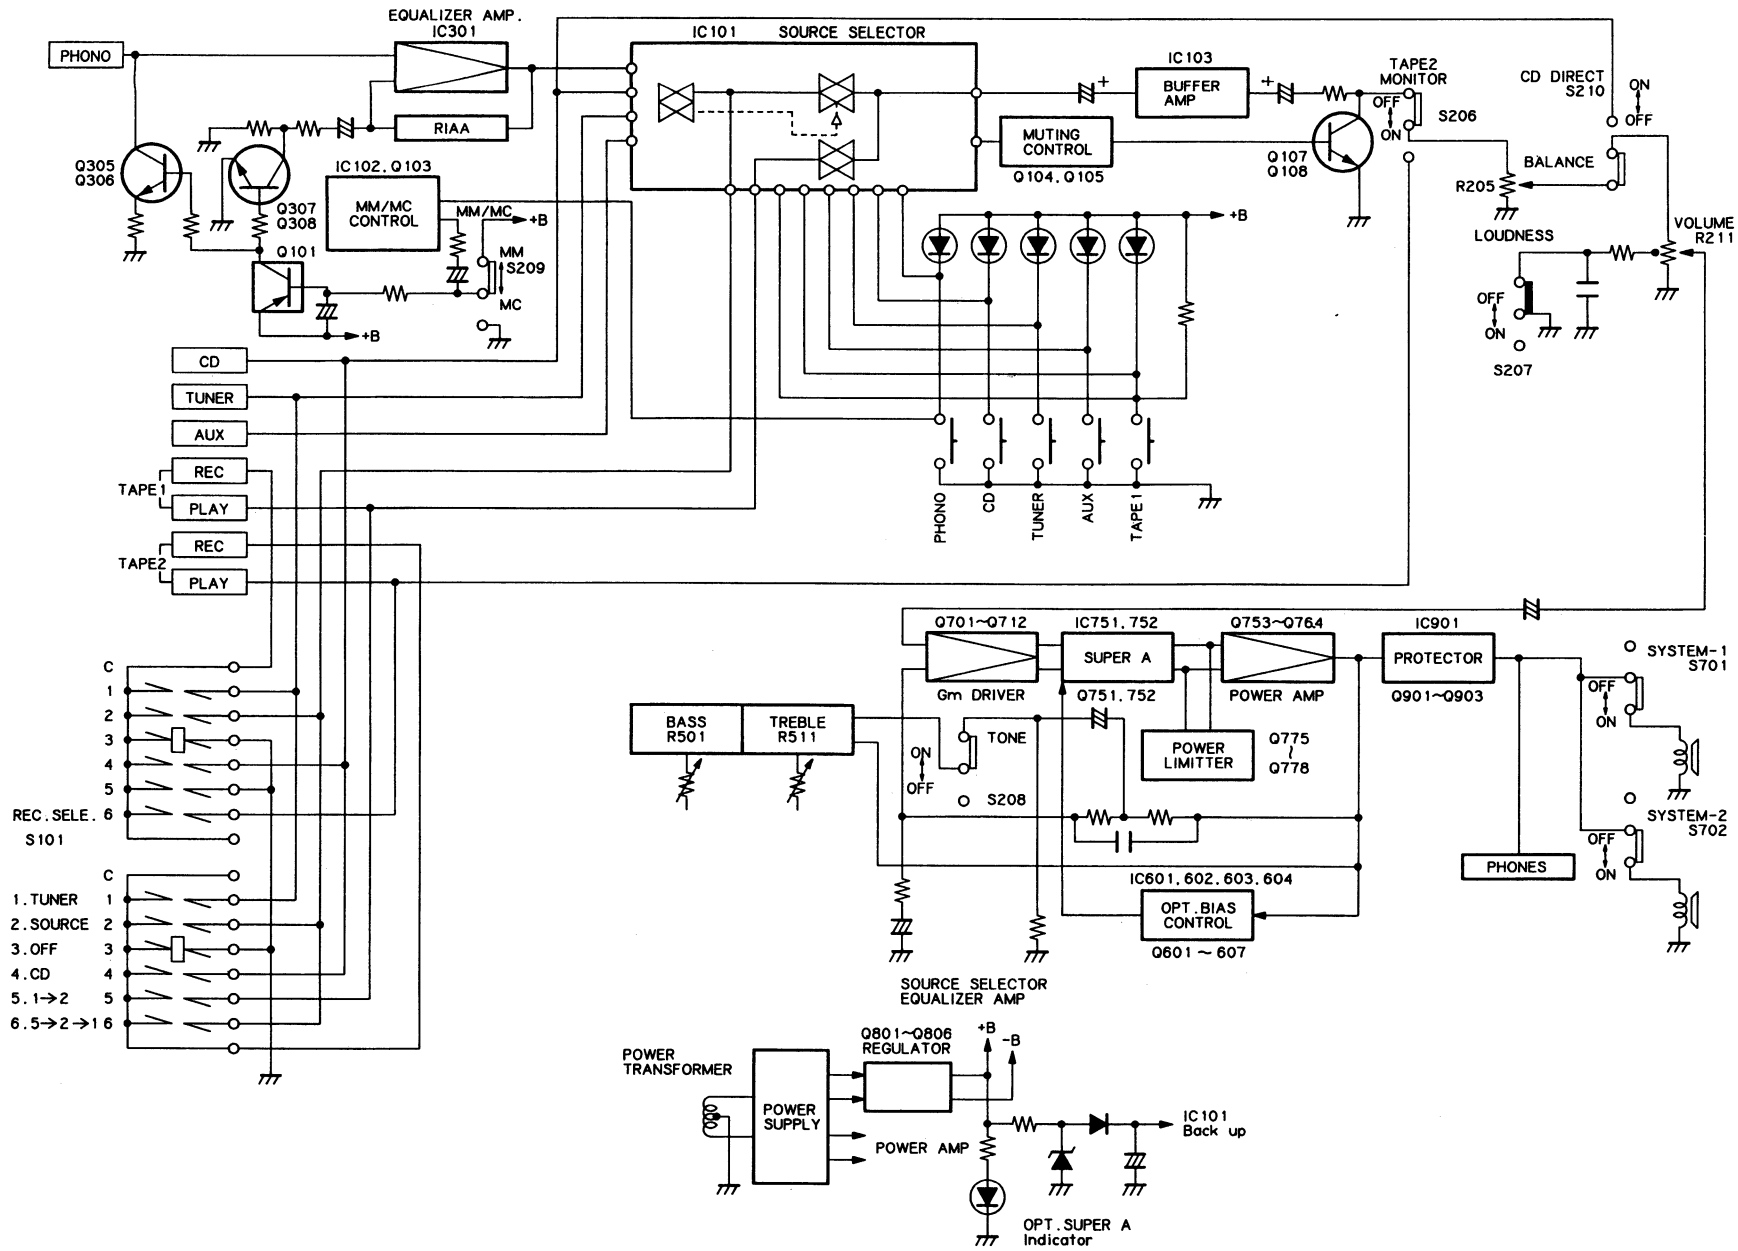 EQUALIZER AMP.
IC301
PHONO
RIAA
Q305
Q306
Q307
Q308
IC102, Q103
MM/MC
CONTROL
MM/MC
+B
MM
S209
MC
Q101
+B
IC101
SOURCE SELECTOR
IC103
BUFFER
AMP
+
+
MUTING
CONTROL
Q104, Q105
Q107
Q108
TAPE2
MONITOR
OFF
ON
S206
CD DIRECT
S210
ON
OFF
BALANCE
R205
VOLUME
R211
LOUDNESS
OFF
ON
S207
+B
PHONO
CD
TUNER
AUX
TAPE1
CD
TUNER
AUX
TAPE1
REC
PLAY
TAPE2
REC
PLAY
C
1
2
3
4
5
REC.SELE. 6
S101
C
1.TUNER 1
2.SOURCE 2
3.OFF 3
4.CD 4
5.1→2 5
6.5→2→1 6
Q701~Q712
Gm DRIVER
IC751, 752
SUPER A
Q751, 752
Q753~Q764
POWER AMP
IC901
PROTECTOR
Q901~Q903
SYSTEM-1
S701
OFF
ON
SYSTEM-2
S702
OFF
ON
PHONES
BASS
R501
TREBLE
R511
ON
OFF
TONE
S208
POWER
LIMITTER
Q775
~
Q778
IC601, 602, 603, 604
OPT.BIAS
CONTROL
Q601~607
SOURCE SELECTOR
EQUALIZER AMP
POWER
TRANSFORMER
POWER
SUPPLY
Q801~Q806
REGULATOR
+B
-B
POWER AMP
IC101
Back up
OPT.SUPER A
Indicator